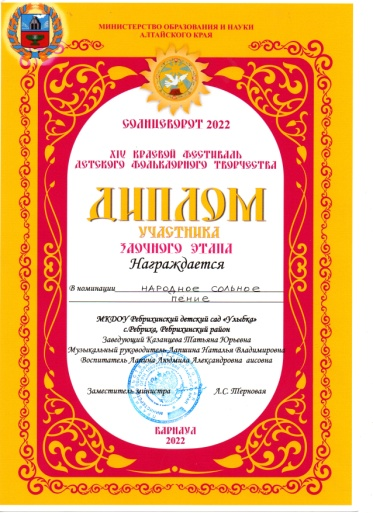 МИНИСТЕРСТВО ОБРАЗОВАНИЯ И НАУКИ
АЛТАЙСКОГО КРАЯ
СОЛНЦЕВОРОТ 2022
XIV КРАЕВОЙ ФЕСТИВАЛЬ
ДЕТСКОГО ФОЛЬКЛОРНОГО ТВОРЧЕСТВА
ДИПЛОМ
УЧАСТНИКА
ЗАОЧНОГО ЭТАПА
Награждается
В номинации НАРОДНОЕ СОЛЬНОЕ
ПЕНИЕ
МКДОУ Ребрихинский детский сад «Улыбка»
с.Ребриха, Ребрихинский район
Заведующий Казанцева Татьяна Юрьевна
Музыкальный руководитель Лапшина Наталья Владимировна
Воспитатель Лапина Людмила Александровна аисовна
Заместитель министра Л.С. Терновая
БАРНАУЛ
2022